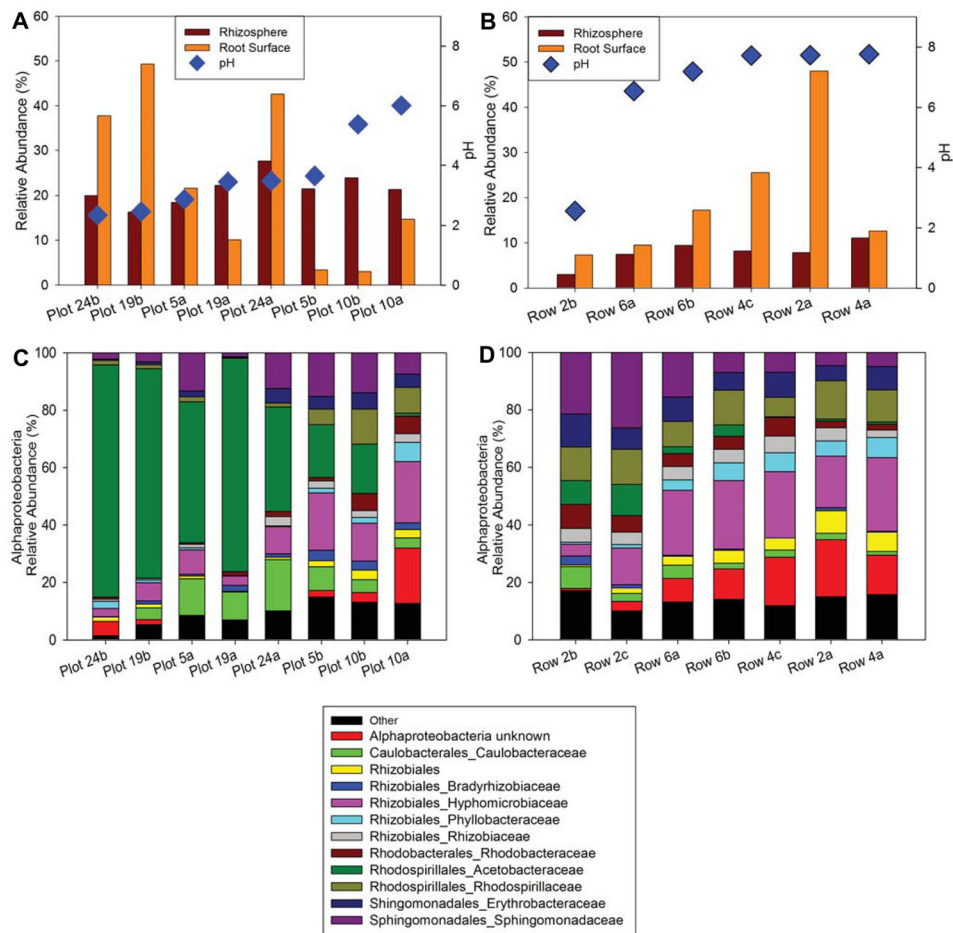 A
Rhizosphere
Root Surface
pH
Relative Abundance (%)
60
50
40
30
20
10
0
8
6
4
2
0
pH
Plot 24b
Plot 19b
Plot 5a
Plot 19a
Plot 24a
Plot 5b
Plot 10b
Plot 10a
B
Rhizosphere
Root Surface
pH
Relative Abundance (%)
60
50
40
30
20
10
0
8
6
4
2
0
pH
Row 2b
Row 6a
Row 6b
Row 4c
Row 2a
Row 4a
C
Alphaproteobacteria
Relative Abundance (%)
100
80
60
40
20
0
Plot 24b
Plot 19b
Plot 5a
Plot 19a
Plot 24a
Plot 5b
Plot 10b
Plot 10a
D
Alphaproteobacteria
Relative Abundance (%)
100
80
60
40
20
0
Row 2b
Row 2c
Row 6a
Row 6b
Row 4c
Row 2a
Row 4a
Other
Alphaproteobacteria unknown
Caulobacterales_Caulobacteraceae
Rhizobiales
Rhizobiales_Bradyrhizobiaceae
Rhizobiales_Hyphomicrobiaceae
Rhizobiales_Phyllobacteraceae
Rhizobiales_Rhizobiaceae
Rhodobacterales_Rhodobacteraceae
Rhodospirillales_Acetobacteraceae
Rhodospirillales_Rhodospirillaceae
Shingomonadales_Erythrobacteraceae
Sphingomonadales_Sphingomonadaceae